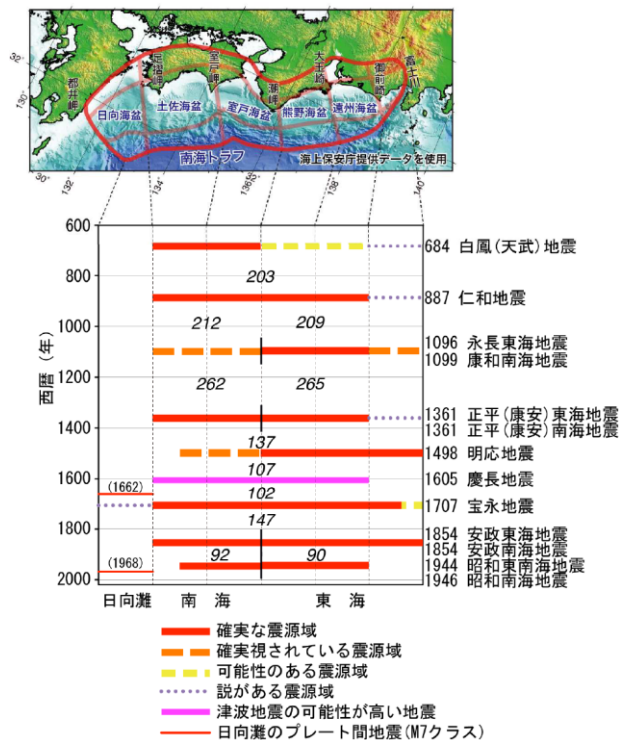 都井岬
足摺岬
室戸岬
潮岬
大王崎
御前崎
富士川
日向海盆
土佐海盆
室戸海盆
熊野海盆
遠州海盆
南海トラフ
海上保安庁提供データを使用
30°
132
134
136°
138
140°
130°
西暦(年)
600
800
1000
1200
1400
1600
1800
2000
203
212
209
262
265
137
107
102
147
92
90
(1662)
(1968)
684 白鳳(天武)地震
887 仁和地震
1096 永長東海地震
1099 康和南海地震
1361 正平(康安)東海地震
1361 正平(康安)南海地震
1498 明応地震
1605 慶長地震
1707 宝永地震
1854 安政東海地震
1854 安政南海地震
1944 昭和東南海地震
1946 昭和南海地震
日向灘 南海 東海
確実な震源域
確実視されている震源域
可能性のある震源域
説がある震源域
津波地震の可能性が高い地震
日向灘のプレート間地震(M7クラス)